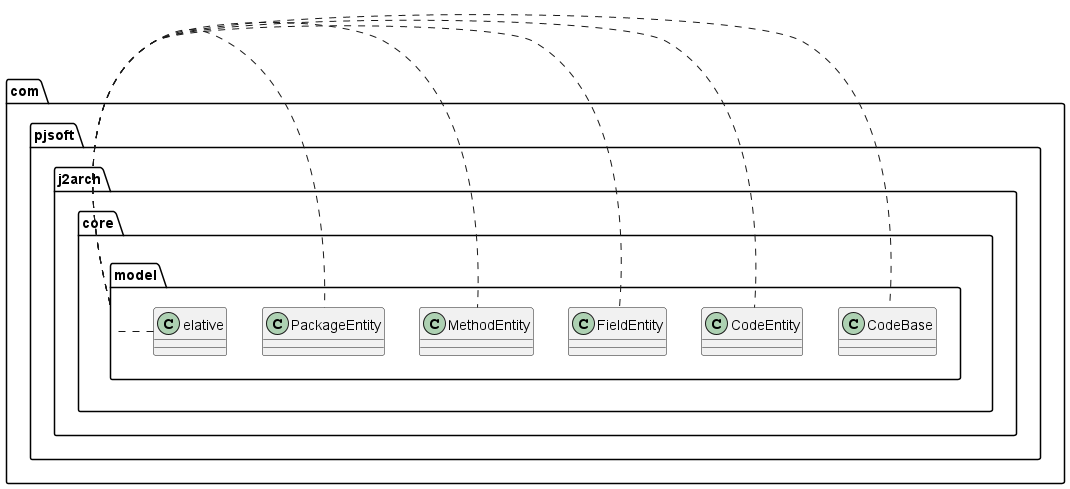 com
pjsoft
j2arch
core
model
C elative
C PackageEntity
C MethodEntity
C FieldEntity
C CodeEntity
C CodeBase